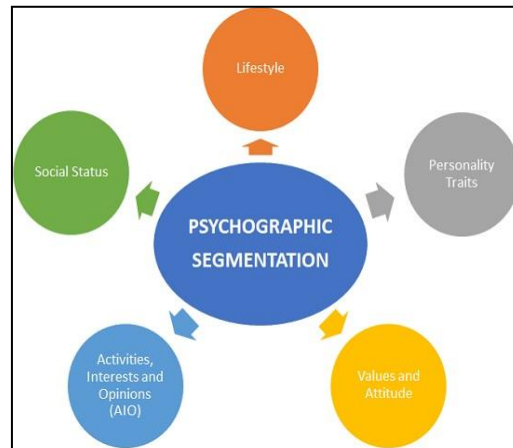 Lifestyle
Social Status
Personality
Traits
PSYCHOGRAPHIC
SEGMENTATION
Activities,
Interests and
Opinions
(AIO)
Values and
Attitude